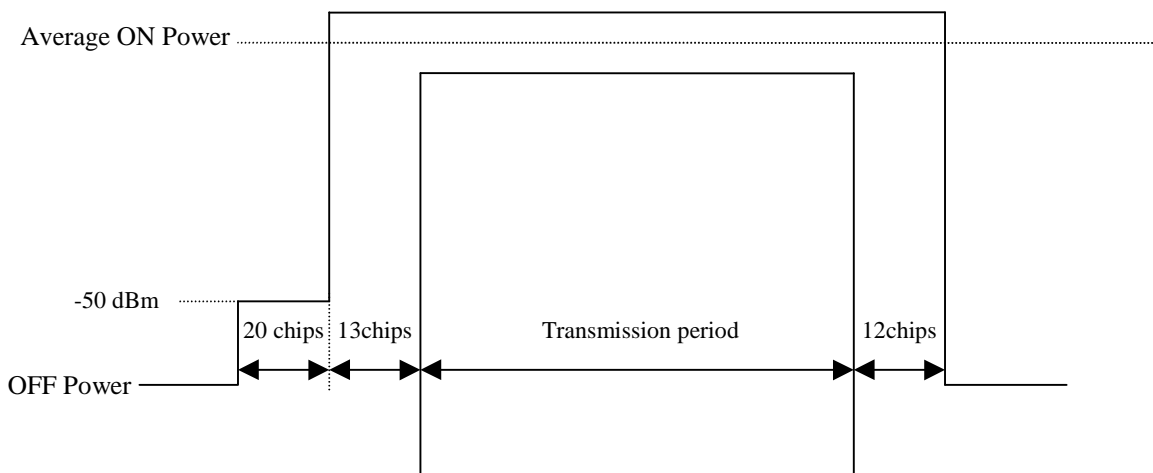 Average ON Power
-50 dBm
20 chips
13chips
Transmission period
12chips
OFF Power